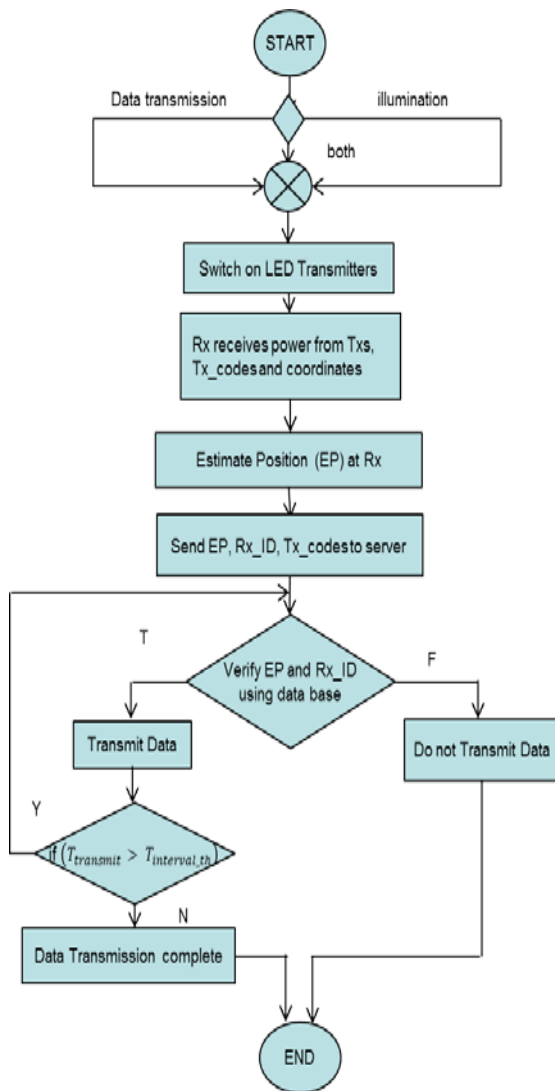 START
Data transmission
illumination
both
Switch on LED Transmitters
Rx receives power from Txs,
Tx_codes and coordinates
Estimate Position (EP) at Rx
Send EP, Rx_ID, Tx_codes to server
T
Verify EP and Rx_ID
using data base
F
Transmit Data
Do not Transmit Data
Y
if (T_transmit > T_interval_th)
N
Data Transmission complete
END